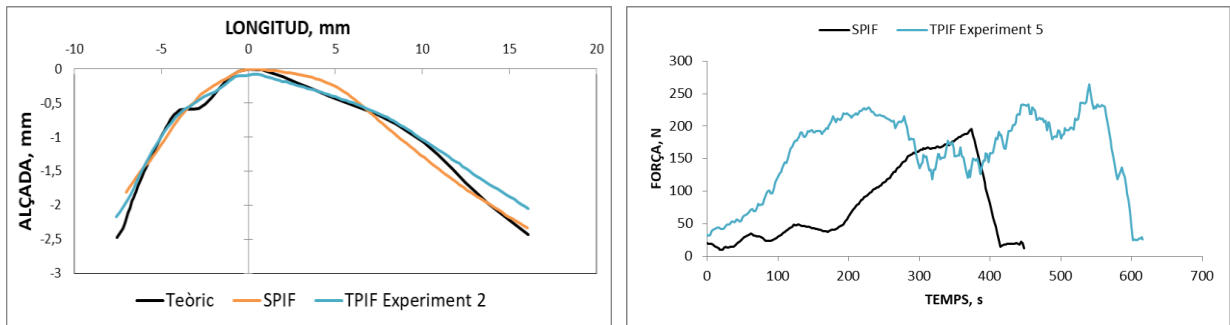 LONGITUD, mm
-10 -5 0 5 10 15 20
0
-0,5
-1
-1,5
-2
-2,5
-3
ALÇADA, mm
Teòric SPIF TPIF Experiment 2
SPIF TPIF Experiment 5
300
250
200
150
100
50
0
FORÇA, N
0 100 200 300 400 500 600 700
TEMPS, s